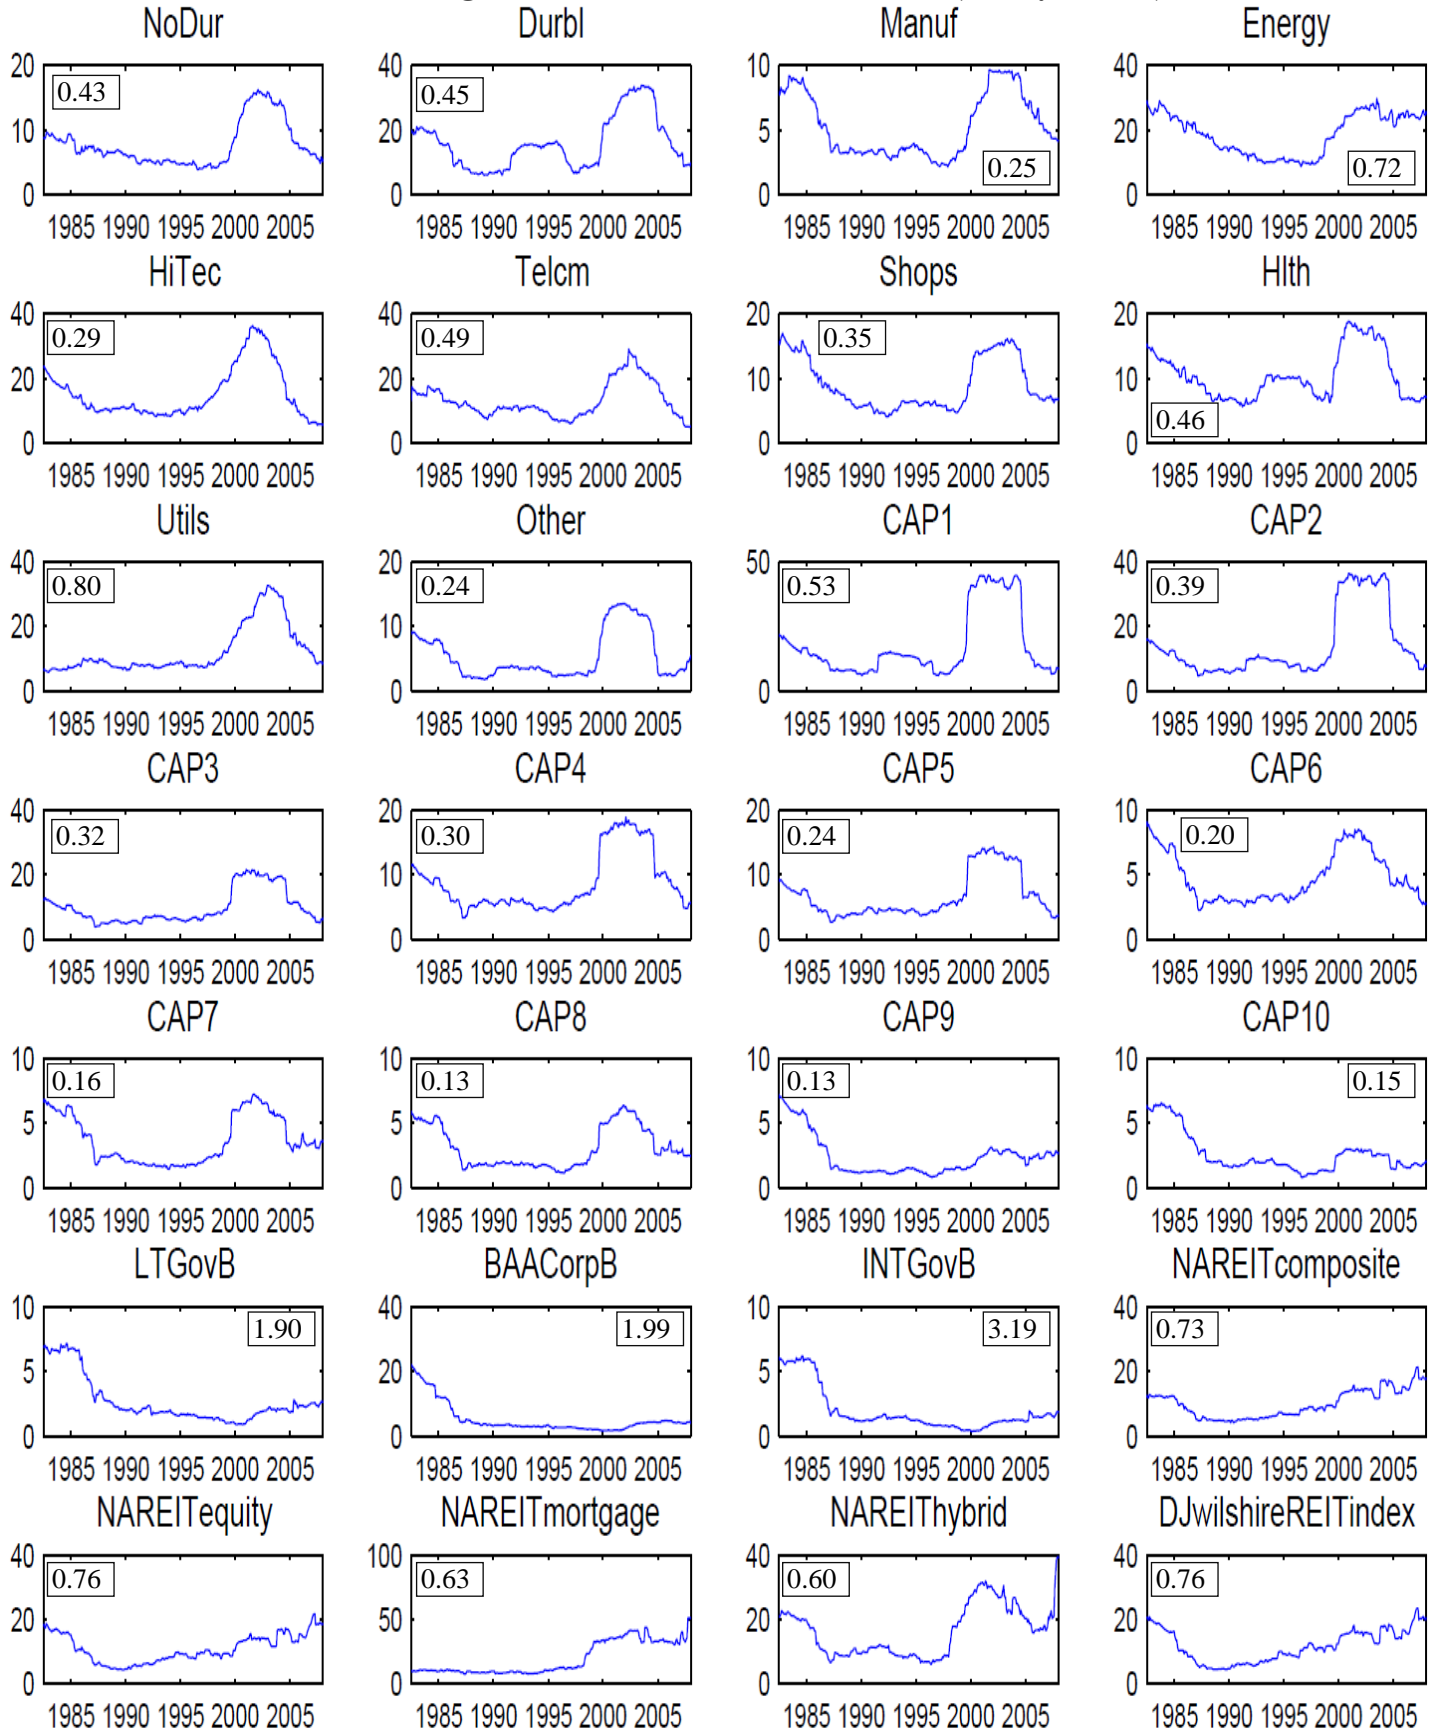 NoDur Durbl Manuf Energy
20 40 10 40
0.43 0.45
10 20 5 20
0.25 0.72
0 0 0 0
1985 1990 1995 2000 2005 1985 1990 1995 2000 2005 1985 1990 1995 2000 2005 1985 1990 1995 2000 2005
HiTec Telcm Shops Hlth
40 40 20 20
0.29 0.49 0.35
20 20 10 10
0.46
0 0 0 0
1985 1990 1995 2000 2005 1985 1990 1995 2000 2005 1985 1990 1995 2000 2005 1985 1990 1995 2000 2005
Utils Other CAP1 CAP2
40 20 50 40
0.80 0.24 0.53 0.39
20 10 20
0 0 0 0
1985 1990 1995 2000 2005 1985 1990 1995 2000 2005 1985 1990 1995 2000 2005 1985 1990 1995 2000 2005
CAP3 CAP4 CAP5 CAP6
40 20 20 10
0.32 0.30 0.24 0.20
20 10 10 5
0 0 0 0
1985 1990 1995 2000 2005 1985 1990 1995 2000 2005 1985 1990 1995 2000 2005 1985 1990 1995 2000 2005
CAP7 CAP8 CAP9 CAP10
10 10 10 10
0.16 0.13 0.13 0.15
5 5 5 5
0 0 0 0
1985 1990 1995 2000 2005 1985 1990 1995 2000 2005 1985 1990 1995 2000 2005 1985 1990 1995 2000 2005
LTGovB BAACorpB INTGovB NAREITcomposite
10 40 10 40
1.90 1.99 3.19 0.73
5 20 5 20
0 0 0 0
1985 1990 1995 2000 2005 1985 1990 1995 2000 2005 1985 1990 1995 2000 2005 1985 1990 1995 2000 2005
NAREITequity NAREITmortgage NAREIThybrid DJwilshireREITindex
40 100 40 40
0.76 0.63 0.60 0.76
20 50 20 20
0 0 0 0
1985 1990 1995 2000 2005 1985 1990 1995 2000 2005 1985 1990 1995 2000 2005 1985 1990 1995 2000 2005